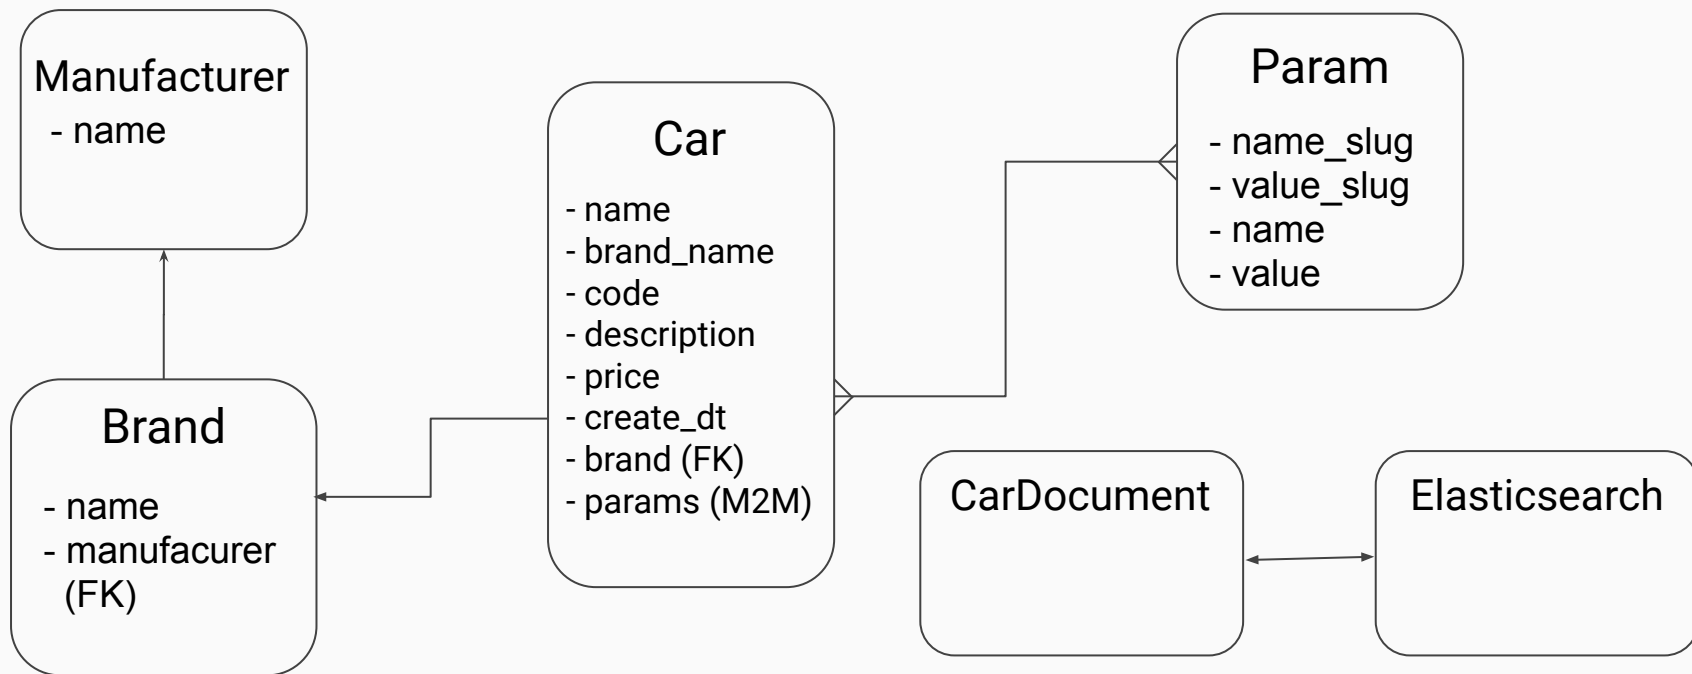 Manufacturer
- name
Brand
- name
- manufacurer
(FK)
Car
- name
- brand_name
- code
- description
- price
- create_dt
- brand (FK)
- params (M2M)
Param
- name_slug
- value_slug
- name
- value
CarDocument
Elasticsearch